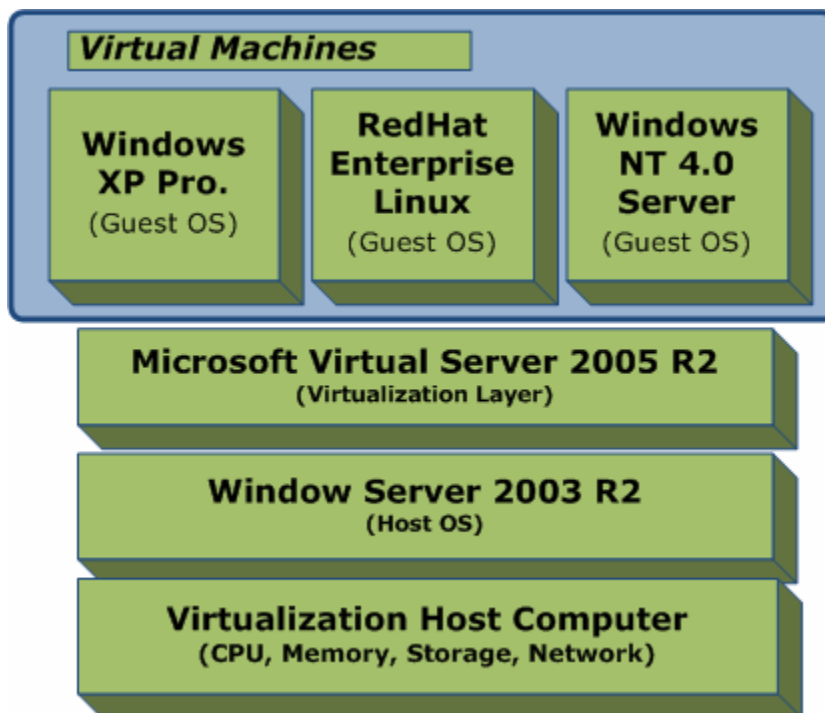 Virtual Machines
Windows
XP Pro.
(Guest OS)
RedHat
Enterprise
Linux
(Guest OS)
Windows
NT 4.0
Server
(Guest OS)
Microsoft Virtual Server 2005 R2
(Virtualization Layer)
Window Server 2003 R2
(Host OS)
Virtualization Host Computer
(CPU, Memory, Storage, Network)